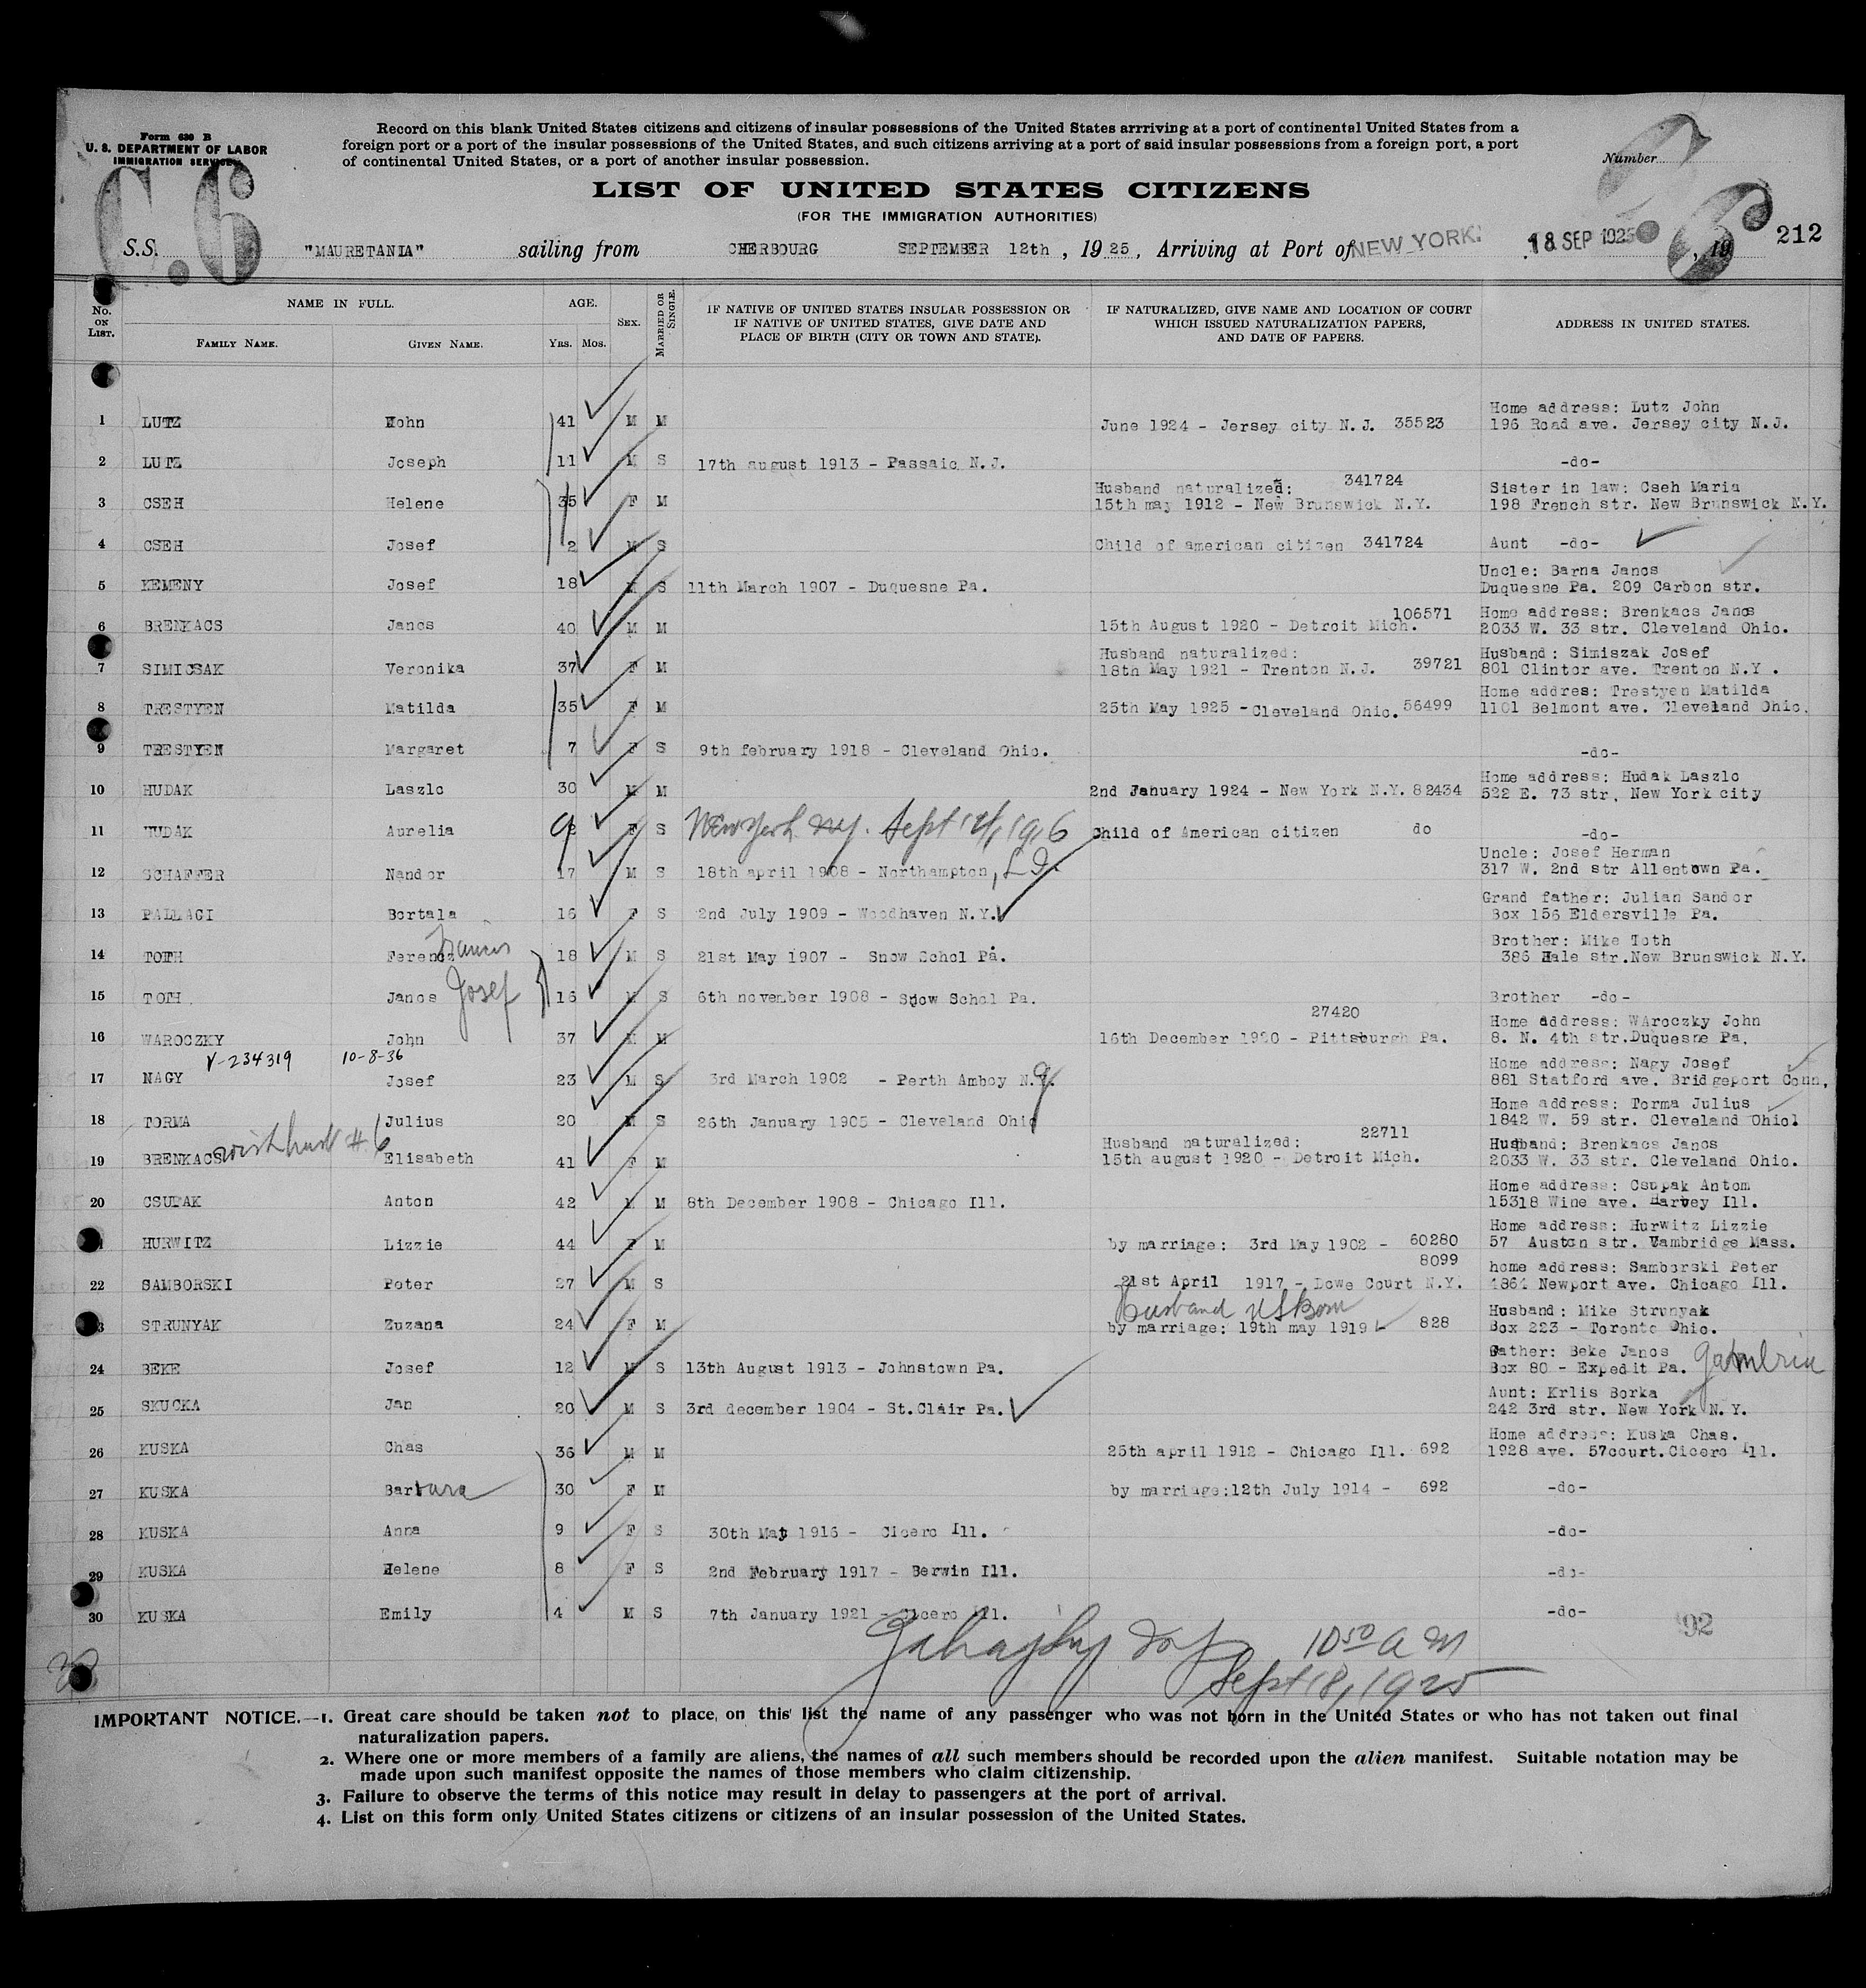 Form 630 B
U. S. DEPARTMENT OF LABOR
IMMIGRATION SERVICE
Record on this blank United States citizens and citizens of insular possessions of the United States arrriving at a port of continental United States from a
foreign port or a port of the insular possessions of the United States, and such citizens arriving at a port of said insular possessions from a foreign port, a port
of continental United States, or a port of another insular possession.
Number
C.6
LIST OF UNITED STATES CITIZENS
(FOR THE IMMIGRATION AUTHORITIES)
S.S. "MAURETANIA" sailing from CHERBOURG SEPTEMBER 12th , 19 25 , Arriving at Port of NEW YORK. 18 SEP 1925 , 19 212
No. ON LIST. NAME IN FULL. FAMILY NAME. GIVEN NAME. AGE. YRS. MOS. SEX. MARRIED OR SINGLE.
IF NATIVE OF UNITED STATES INSULAR POSSESSION OR
IF NATIVE OF UNITED STATES, GIVE DATE AND
PLACE OF BIRTH (CITY OR TOWN AND STATE).
IF NATURALIZED, GIVE NAME AND LOCATION OF COURT
WHICH ISSUED NATURALIZATION PAPERS,
AND DATE OF PAPERS.
ADDRESS IN UNITED STATES.
Home address: Lutz John
1 LUTZ John 41 M M June 1924 - Jersey city N.J. 35523 196 Road ave. Jersey city N.J.
2 LUTZ Joseph 11 M S 17th august 1913 - Passaic N.J. -do-
Husband naturalized: 341724 Sister in law: Cseh Maria
3 CSEH Helene 35 F M 15th may 1912 - New Brunswick N.Y. 198 French str. New Brunswick N.Y.
4 CSEH Josef 2 M S Child of american citizen 341724 Aunt -do-
Uncle: Barna Janos
5 KEMENY Josef 18 M S 11th March 1907 - Duquesne Pa. Duquesne Pa. 209 Carbon str.
106571 Home address: Brenkacs Janos
6 BRENKACS Janos 40 M M 15th August 1920 - Detroit Mich. 2033 W. 33 str. Cleveland Ohio.
Husband naturalized: Husband: Simiszak Josef
7 SIMICSAK Veronika 37 F M 18th May 1921 - Trenton N.J. 39721 801 Clinton ave. Trenton N.Y .
Home addres: Trestyen Matilda
8 TRESTYEN Matilda 35 F M 25th May 1925 - Cleveland Ohio. 56499 1101 Belmont ave. Cleveland Ohio.
9 TRESTYEN Margaret 7 F S 9th february 1918 - Cleveland Ohio. -do-
Home address: Hudak Laszlo
10 HUDAK Laszlo 30 M M 2nd January 1924 - New York N.Y. 82434 522 E. 73 str. New York city
11 HUDAK Aurelia 9 F S New York NY. Sept 12/1916 Child of American citizen do -do-
Uncle: Josef Herman
12 SCHAFFER Nandor 17 M S 18th april 1908 - Northampton, 317 W. 2nd str Allentown Pa.
Grand father: Julian Sandor
13 PALLAGI Bortala 16 F S 2nd July 1909 - Woodhaven N.Y. Box 156 Eldersville Pa.
Francis Brother: Mike Toth
14 TOTH Ferencz 18 M S 21st May 1907 - Snow Schol Pa. 386 Hale str. New Brunswick N.Y.
15 TOTH Janos Josef 16 M S 6th november 1908 - Snow Schol Pa. Brother -do-
27420 Home address: WAroczky John
16 WAROCZKY John 37 M M 16th December 1920 - Pittsburgh Pa. 8. N. 4th str. Duquesne Pa.
V-234319 10-8-36 Home address: Nagy Josef
17 NAGY Josef 23 M S 3rd March 1902 - Perth Amboy N.J. 881 Statford ave. Bridgeport Conn.
Home address: Torma Julius
18 TORMA Julius 20 M S 26th January 1905 - Cleveland Ohio 1842 W. 59 str. Cleveland Ohio.
with husb # 6 Husband naturalized: 22711 Husband: Brenkacs Janos
19 BRENKACS Elisabeth 41 F M 15th august 1920 - Detroit Mich. 2033 W. 33 str. Cleveland Ohio.
Home address: Csupak Antom
20 CSUPAK Anton 42 M M 8th December 1908 - Chicago Ill. 15318 Wine ave. Harvey Ill.
Home address: Hurwitz Lizzie
HURWITZ Lizzie 44 F M by marriage: 3rd May 1902 - 60280 57 Auston str. Cambridge Mass.
8099 home address: Samborski Peter
22 SAMBORSKI Peter 27 M S 21st April 1917 - Dowe Court N.Y. 4864 Newport ave. Chicago Ill.
Husband US Born Husband: Mike Strunyak
3 STRUNYAK Zuzana 24 F M by marriage: 19th may 1919 - 828 Box 223 - Toronto Ohio.
Father: Beke Janos
24 BEKE Josef 12 M S 13th August 1913 - Johnstown Pa. Box 80 - Expedit Pa.
Aunt: Krlis Borka
25 SKUCKA Jan 20 M S 3rd december 1904 - St.Clair Pa. 242 3rd str. New York N.Y.
Home address: Kuska Chas.
26 KUSKA Chas 36 M M 25th april 1912 - Chicago Ill. 692 1928 ave. 57court. Cicero Ill.
27 KUSKA Barbara 30 F M by marriage:12th July 1914 - 692 -do-
28 KUSKA Anna 9 F S 30th May 1916 - Cicero Ill. -do-
29 KUSKA Helene 8 F S 2nd February 1917 - Berwin Ill. -do-
30 KUSKA Emily 4 M S 7th January 1921 - Cicero Ill. -do-
92
10 50 A M
Sept 18, 1925
IMPORTANT NOTICE.—1. Great care should be taken not to place on this list the name of any passenger who was not born in the United States or who has not taken out final
naturalization papers.
2. Where one or more members of a family are aliens, the names of all such members should be recorded upon the alien manifest. Suitable notation may be
made upon such manifest opposite the names of those members who claim citizenship.
3. Failure to observe the terms of this notice may result in delay to passengers at the port of arrival.
4. List on this form only United States citizens or citizens of an insular possession of the United States.